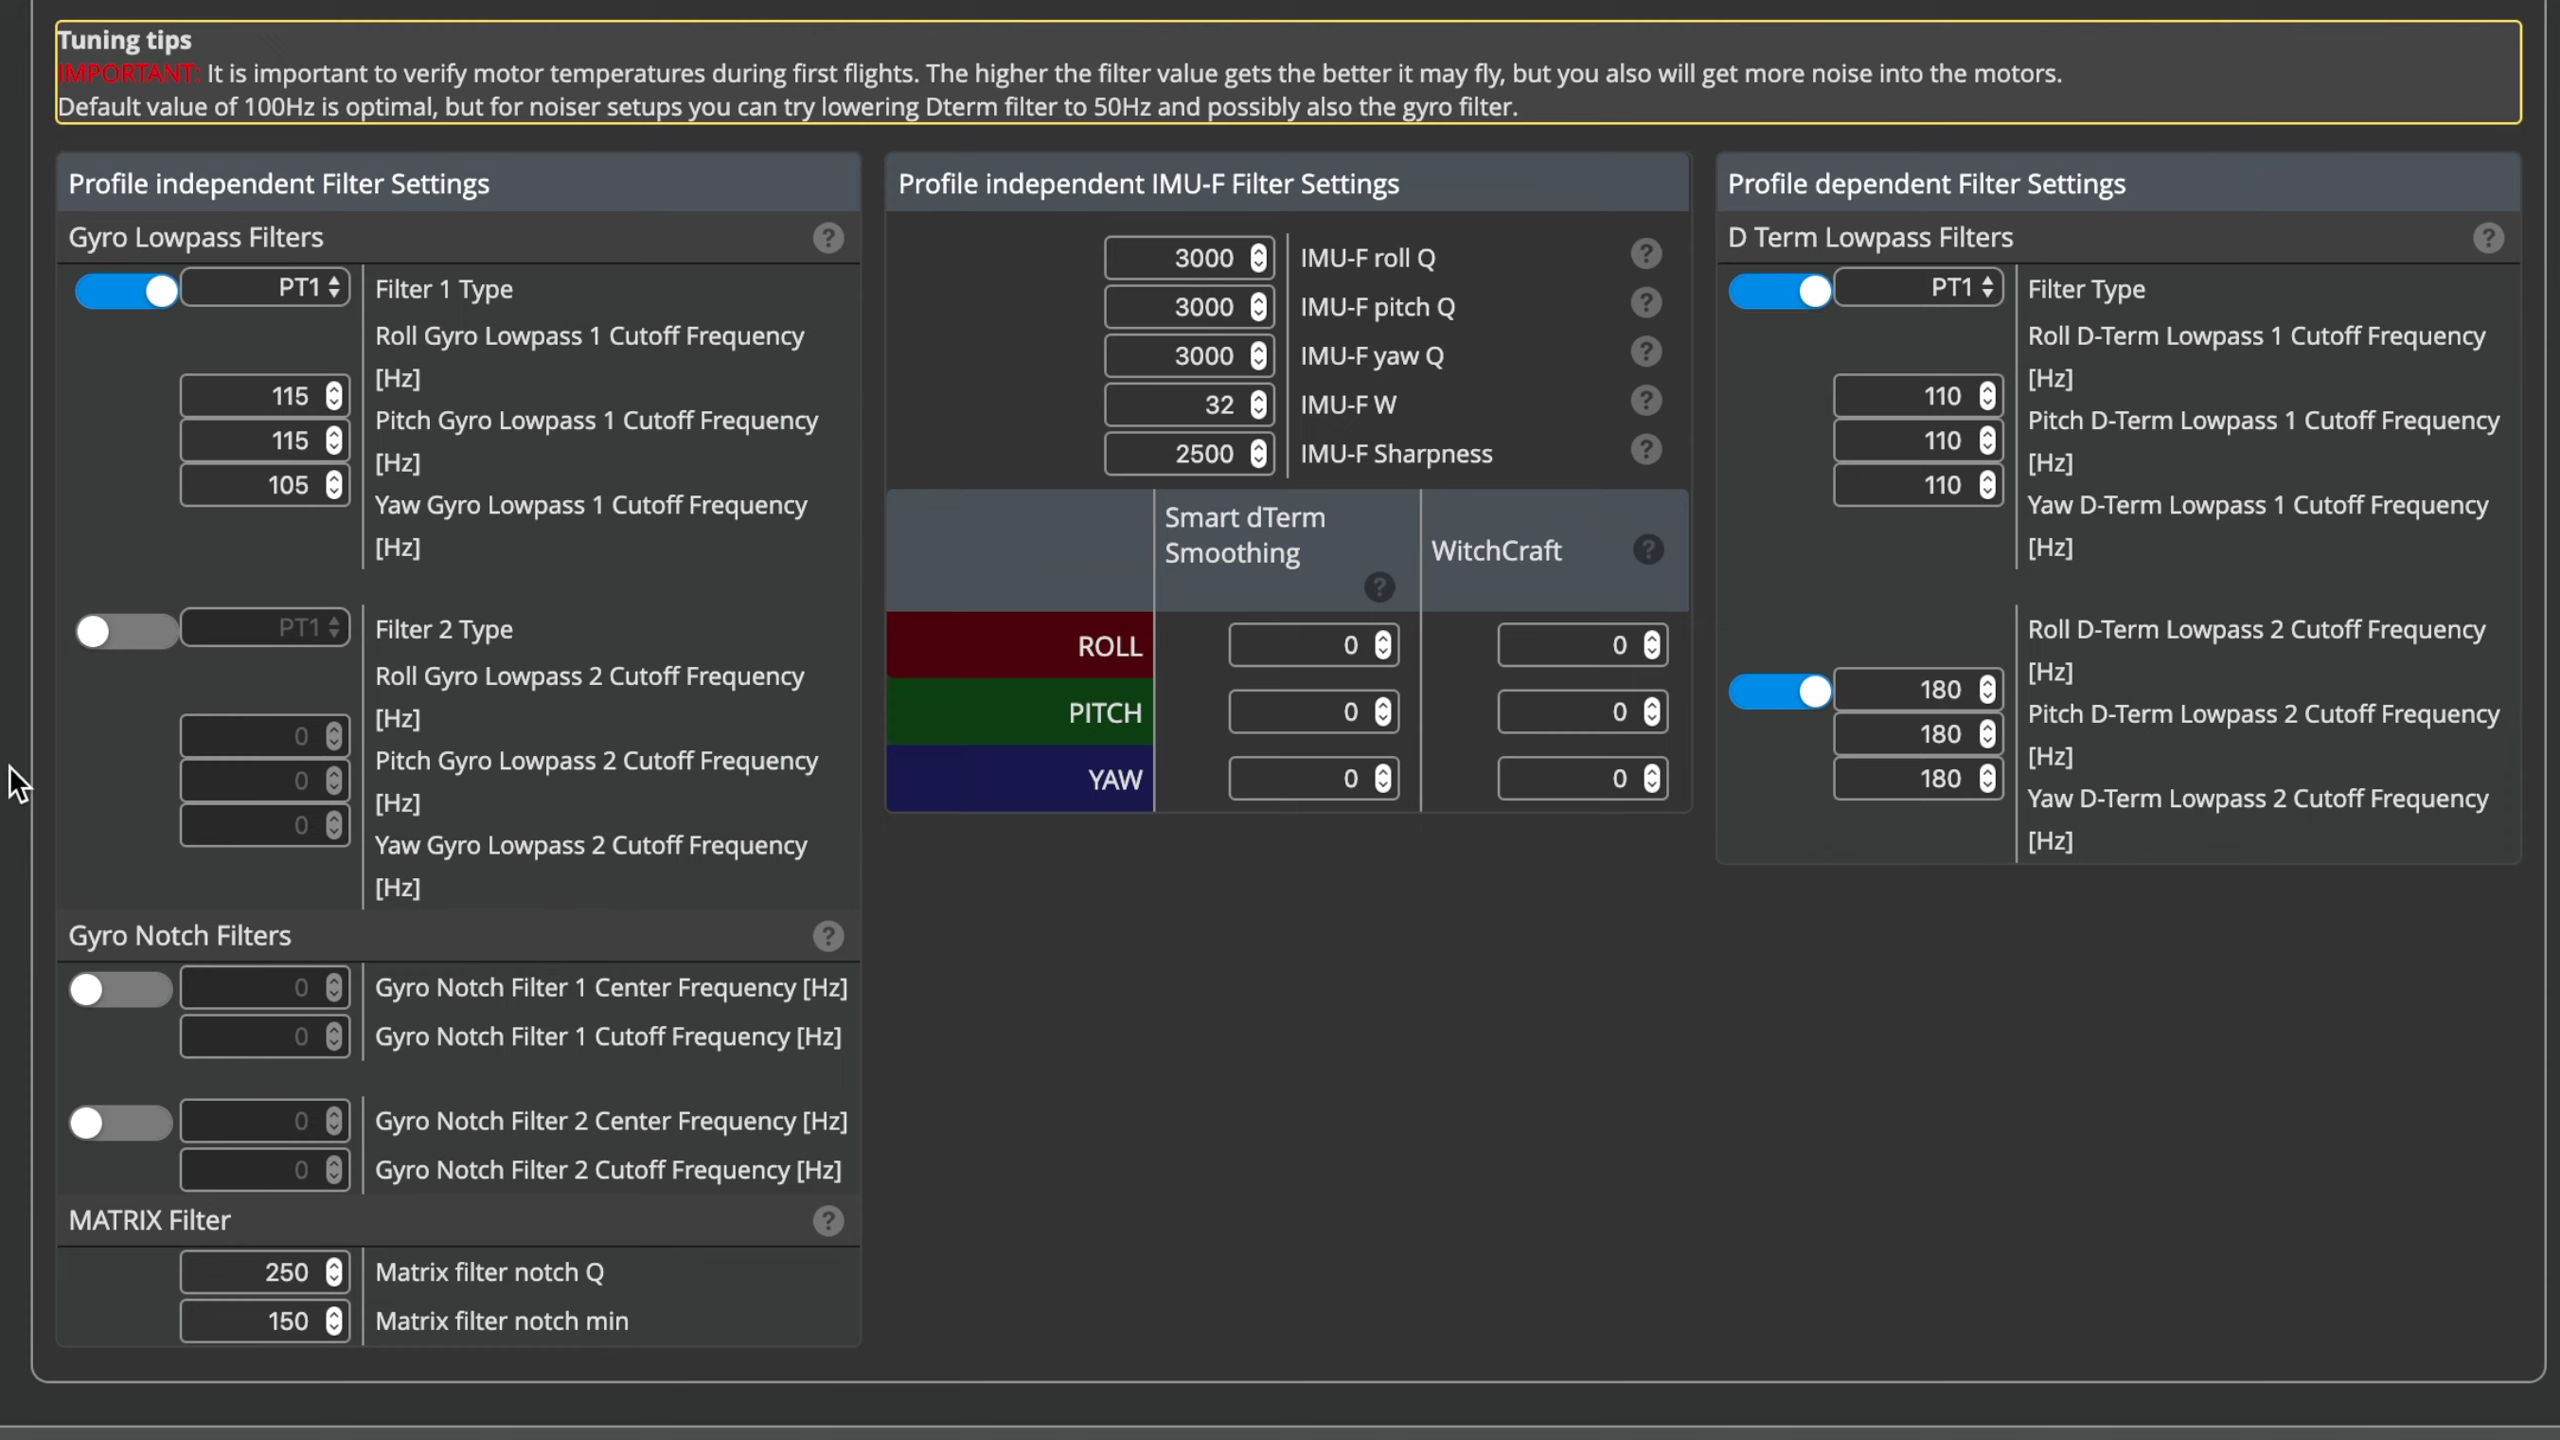 Tuning tips
IMPORTANT: It is important to verify motor temperatures during first flights. The higher the filter value gets the better it may fly, but you also will get more noise into the motors.
Default value of 100Hz is optimal, but for noiser setups you can try lowering Dterm filter to 50Hz and possibly also the gyro filter.
Profile independent Filter Settings
Gyro Lowpass Filters ?
PT1 Filter 1 Type
Roll Gyro Lowpass 1 Cutoff Frequency
[Hz]
115
Pitch Gyro Lowpass 1 Cutoff Frequency
115
[Hz]
105
Yaw Gyro Lowpass 1 Cutoff Frequency
[Hz]
PT1 Filter 2 Type
Roll Gyro Lowpass 2 Cutoff Frequency
[Hz]
0
Pitch Gyro Lowpass 2 Cutoff Frequency
0
[Hz]
0
Yaw Gyro Lowpass 2 Cutoff Frequency
[Hz]
Gyro Notch Filters ?
0 Gyro Notch Filter 1 Center Frequency [Hz]
0 Gyro Notch Filter 1 Cutoff Frequency [Hz]
0 Gyro Notch Filter 2 Center Frequency [Hz]
0 Gyro Notch Filter 2 Cutoff Frequency [Hz]
MATRIX Filter ?
250 Matrix filter notch Q
150 Matrix filter notch min
Profile independent IMU-F Filter Settings
3000 IMU-F roll Q ?
3000 IMU-F pitch Q ?
3000 IMU-F yaw Q ?
32 IMU-F W ?
2500 IMU-F Sharpness ?
Smart dTerm
Smoothing
?
WitchCraft ?
ROLL 0 0
PITCH 0 0
YAW 0 0
Profile dependent Filter Settings
D Term Lowpass Filters ?
PT1 Filter Type
Roll D-Term Lowpass 1 Cutoff Frequency
[Hz]
110
Pitch D-Term Lowpass 1 Cutoff Frequency
110
[Hz]
110
Yaw D-Term Lowpass 1 Cutoff Frequency
[Hz]
Roll D-Term Lowpass 2 Cutoff Frequency
[Hz]
180
Pitch D-Term Lowpass 2 Cutoff Frequency
180
[Hz]
180
Yaw D-Term Lowpass 2 Cutoff Frequency
[Hz]